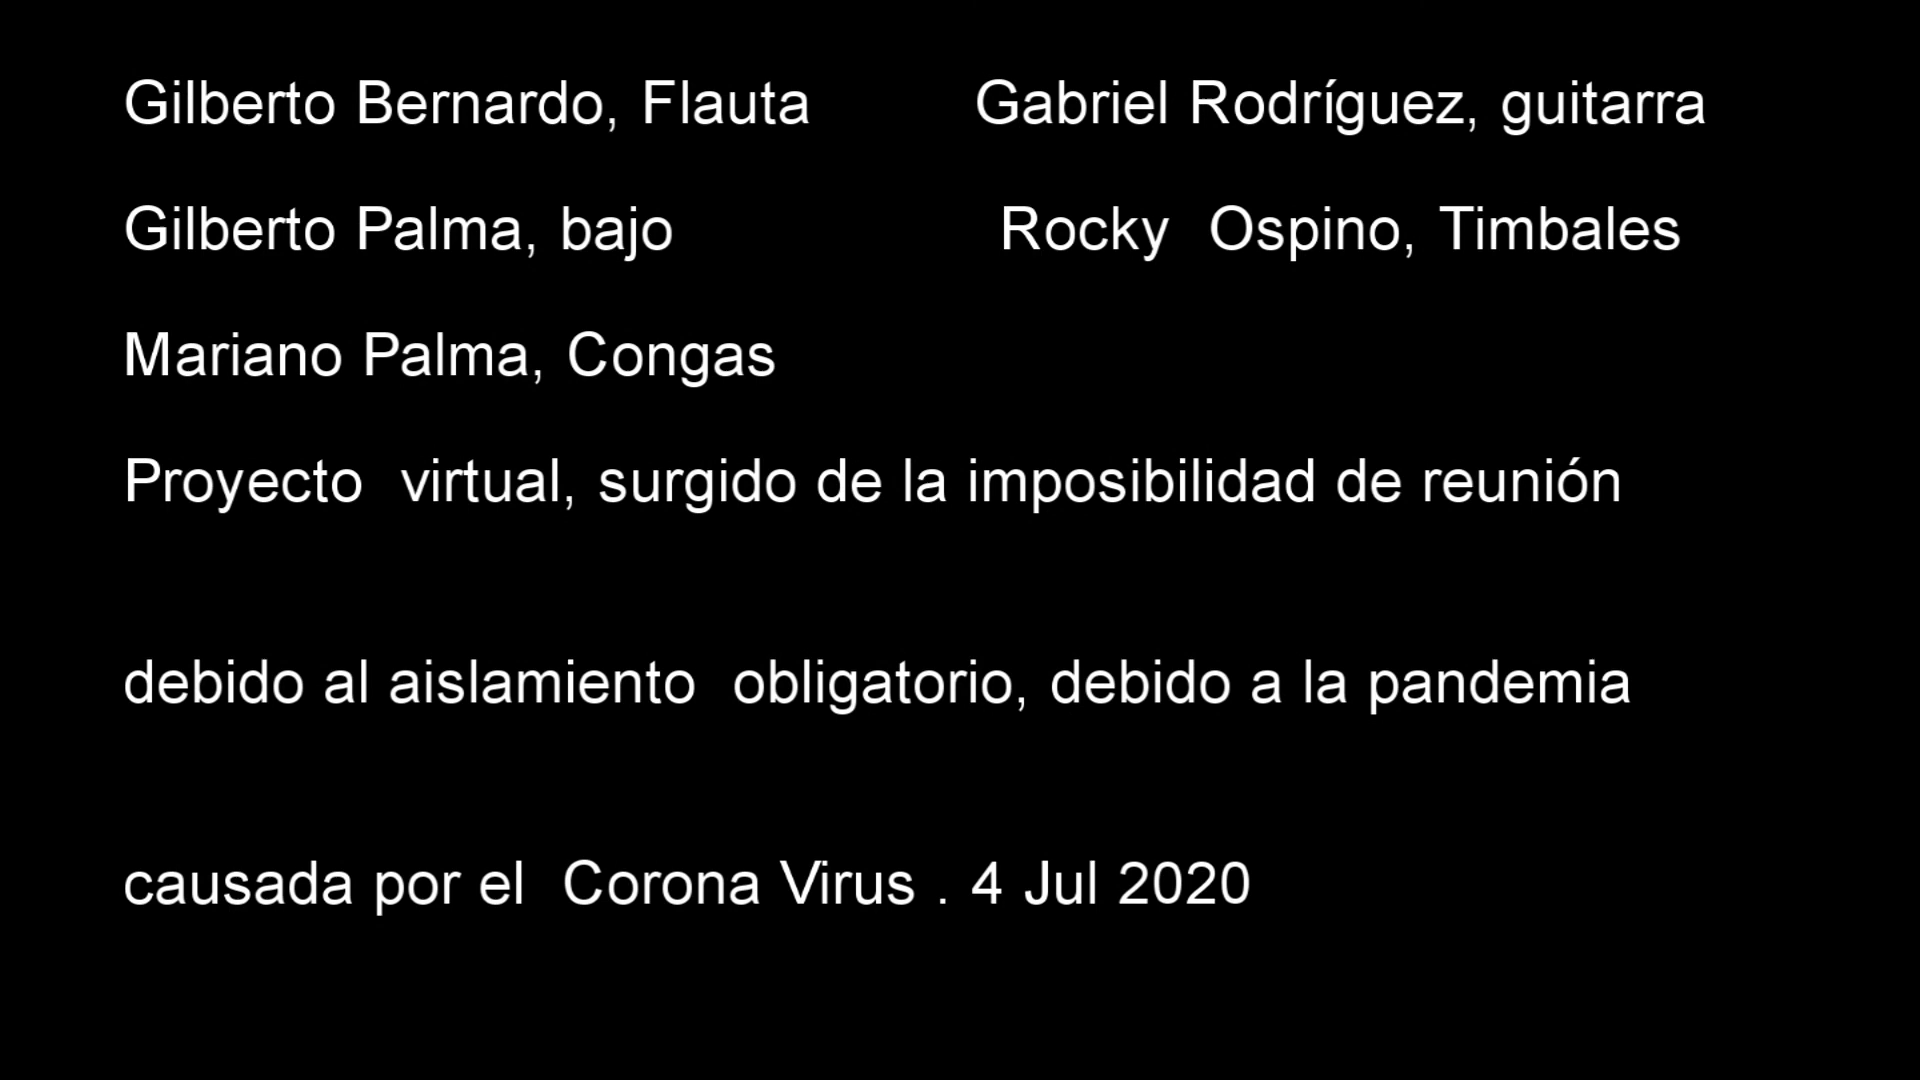 Gilberto Bernardo, Flauta Gabriel Rodríguez, guitarra
Gilberto Palma, bajo Rocky Ospino, Timbales
Mariano Palma, Congas
Proyecto virtual, surgido de la imposibilidad de reunión
debido al aislamiento obligatorio, debido a la pandemia
causada por el Corona Virus . 4 Jul 2020